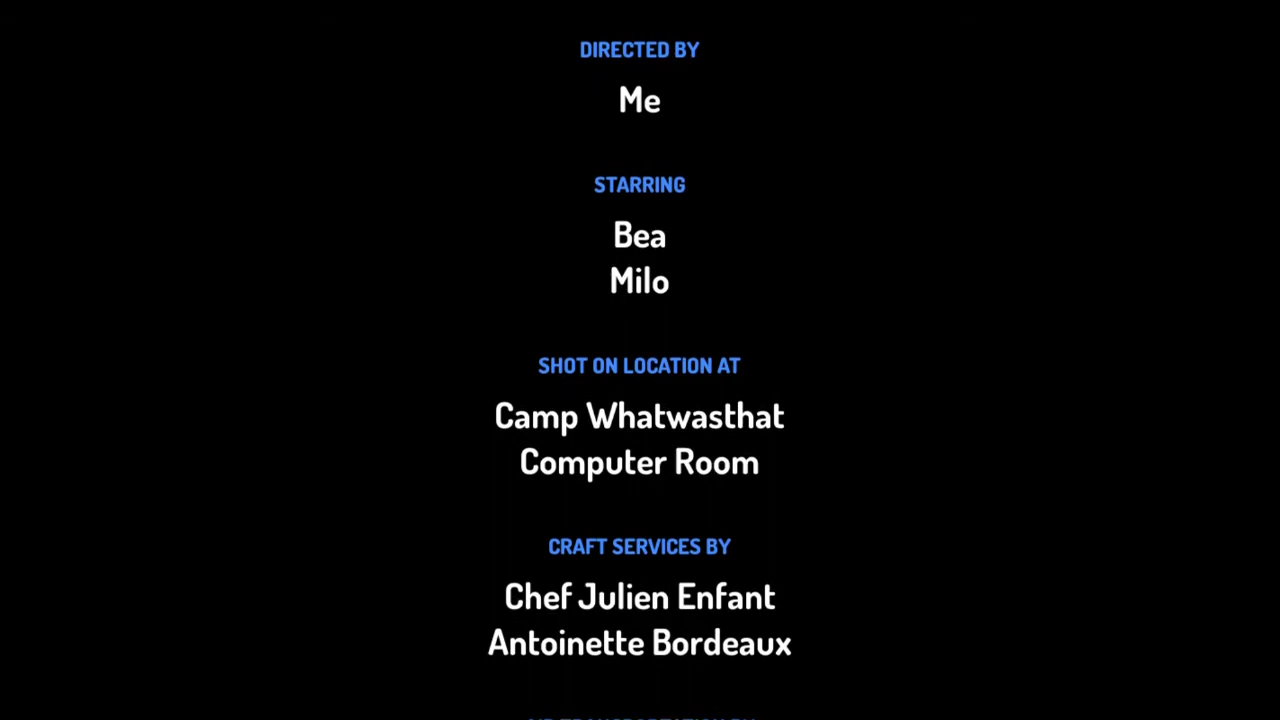 DIRECTED BY
Me
STARRING
Bea
Milo
SHOT ON LOCATION AT
Camp Whatwasthat
Computer Room
CRAFT SERVICES BY
Chef Julien Enfant
Antoinette Bordeaux